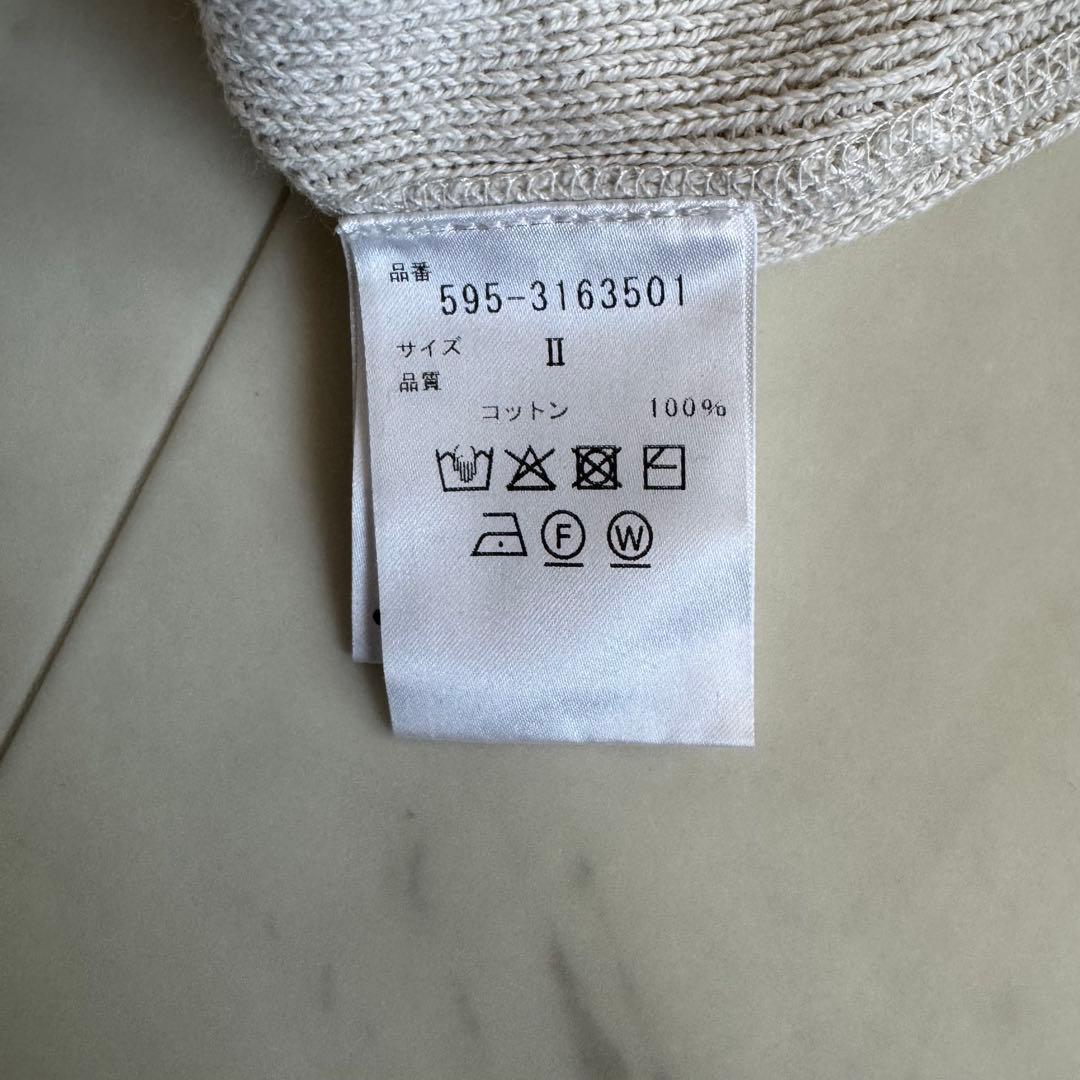 品番
595-3163501
サイズ II
品質
コットン 100%
F W